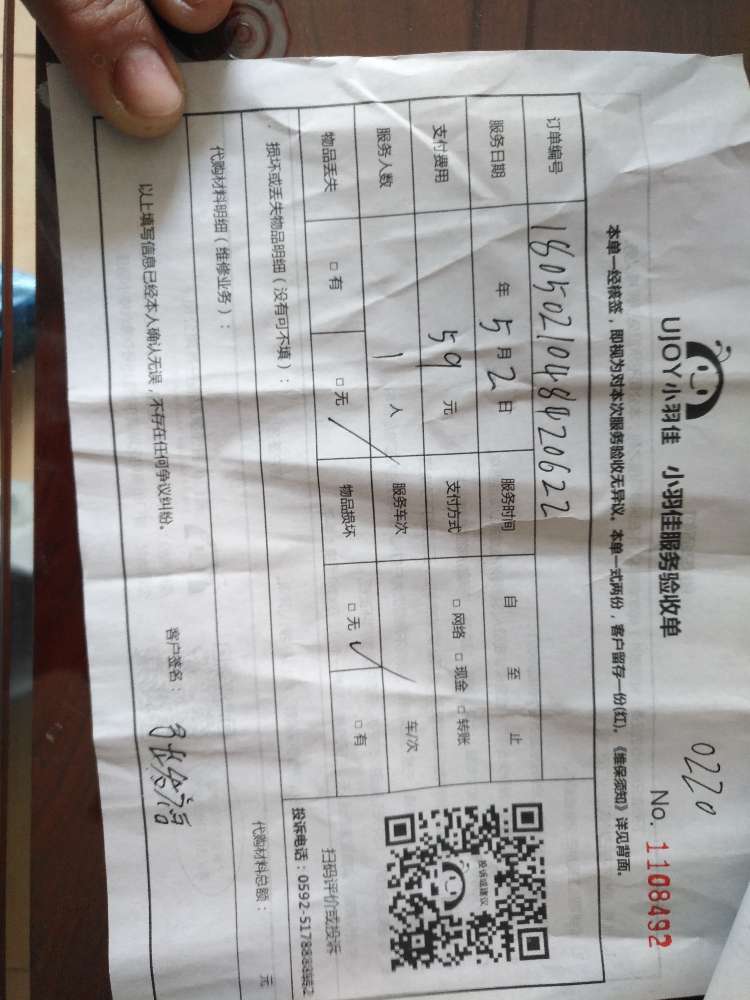 0220
UJOY小羽佳 小羽佳服务验收单
No. 1108492
本单一经核签，即视为对本次服务验收无异议。本单一式两份，客户留存一份(红)。《维保须知》详见背面。
订单编号
服务日期 年 5月2日 服务时间 自 至 止
支付费用 59 元 支付方式 □网络 □现金 □转账
服务人数 1 人 服务车次 车/次
物品丢失 □有 □无 物品损坏 □无 □有
损坏或丢失物品明细（没有可不填）：
代购材料明细（维修业务）：
代购材料总额： 元
以上填写信息已经本人确认无误，不存在任何争议纠纷。
客户签名：
投诉或建议
扫码评价或投诉
投诉电话：0592-5178